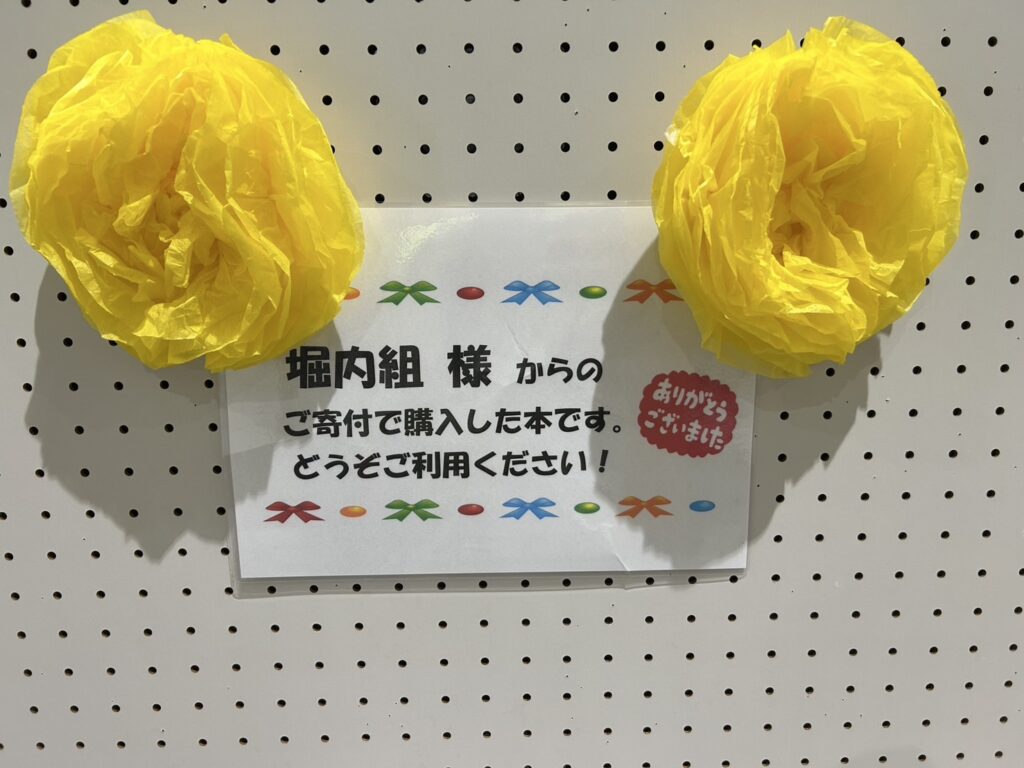 堀内組 様 からの
ご寄付で購入した本です。
どうぞご利用ください！
ありがとう
ございました